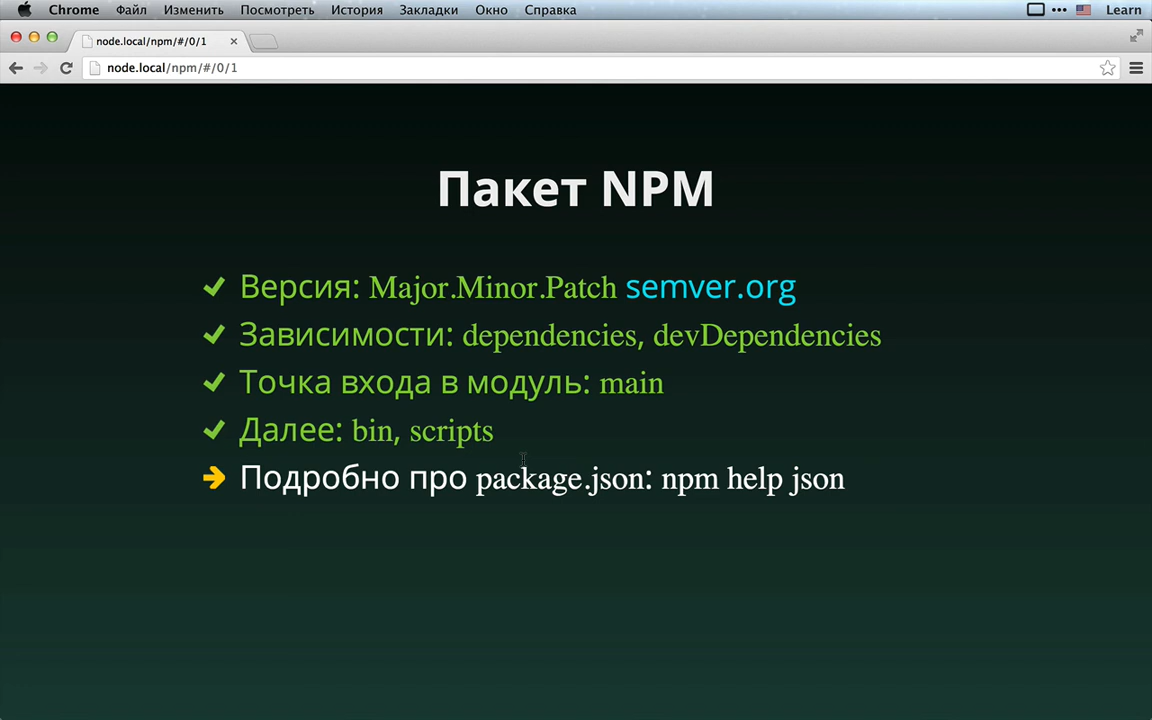 Chrome Файл Изменить Посмотреть История Закладки Окно Справка Learn
node.local/npm/#/0/1
node.local/npm/#/0/1
Пакет NPM
Версия: Major.Minor.Patch semver.org
Зависимости: dependencies, devDependencies
Точка входа в модуль: main
Далее: bin, scripts
Подробно про package.json: npm help json